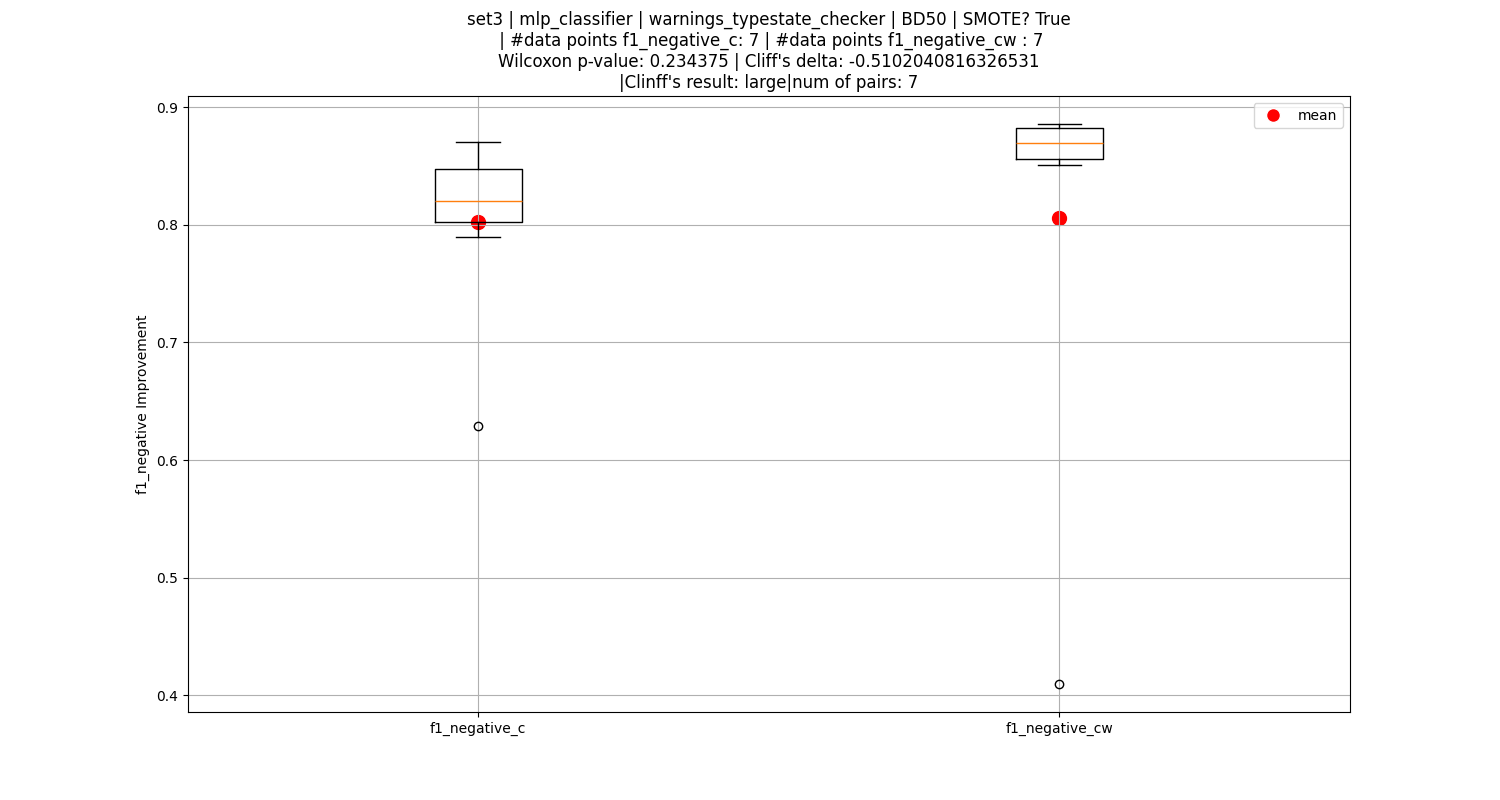 set3 | mlp_classifier | warnings_typestate_checker | BD50 | SMOTE? True
| #data points f1_negative_c: 7 | #data points f1_negative_cw : 7
Wilcoxon p-value: 0.234375 | Cliff's delta: -0.5102040816326531
|Clinff's result: large|num of pairs: 7
mean
0.9
0.8
0.7
0.6
0.5
0.4
f1_negative Improvement
f1_negative_c
f1_negative_cw